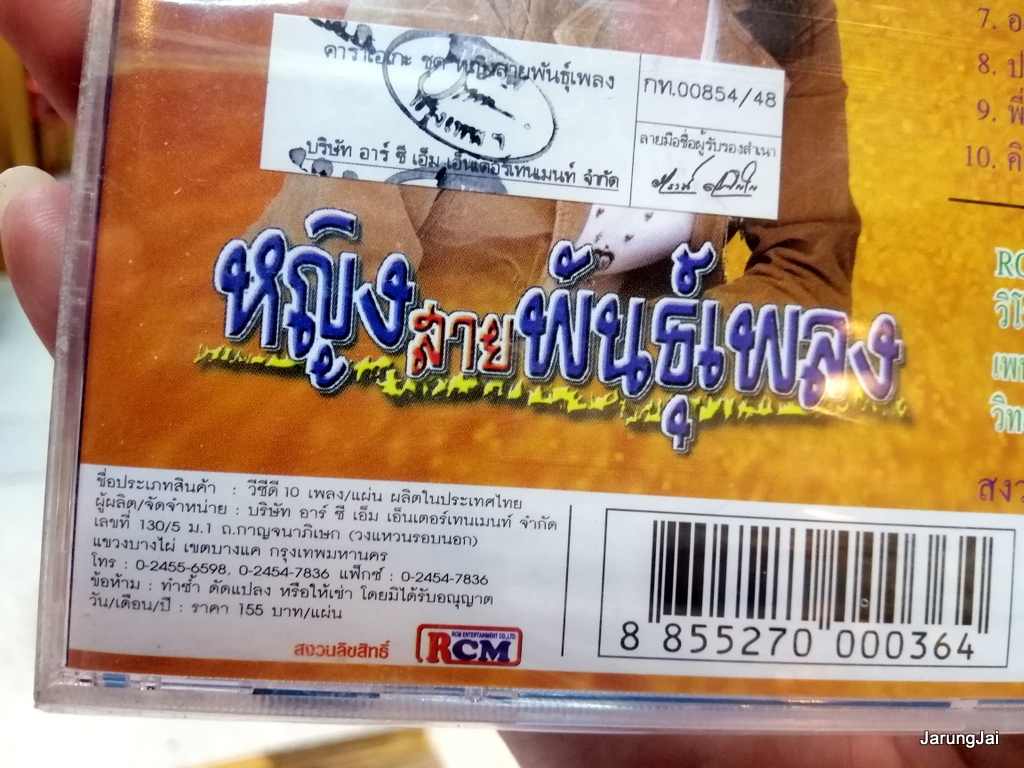 คาราโอเกะ ชุด หญิงสายพันธุ์เพลง
บริษัท อาร์ ซี เอ็ม เอ็นเตอร์เทนเมนท์ จำกัด
กท.00854/48
ลายมือชื่อผู้รับรองสำเนา
7. อ
8. ป
9. พี่
10. คิ
หญิงสายพันธุ์เพลง
RC
วิโ
เพ
วิท
สงว
ชื่อประเภทสินค้า : วีซีดี 10 เพลง/แผ่น ผลิตในประเทศไทย
ผู้ผลิต/จัดจำหน่าย : บริษัท อาร์ ซี เอ็ม เอ็นเตอร์เทนเมนท์ จำกัด
เลขที่ 130/5 ม.1 ถ.กาญจนาภิเษก (วงแหวนรอบนอก)
แขวงบางไผ่ เขตบางแค กรุงเทพมหานคร
โทร : 0-2455-6598, 0-2454-7836 แฟ็กซ์ : 0-2454-7836
ข้อห้าม : ทำซ้ำ ดัดแปลง หรือให้เช่า โดยมิได้รับอณุญาต
วัน/เดือน/ปี : ราคา 155 บาท/แผ่น
สงวนลิขสิทธิ์
RCM ENTERTAINMENT CO.,LTD.
RCM
8 855270 000364
JarungJai